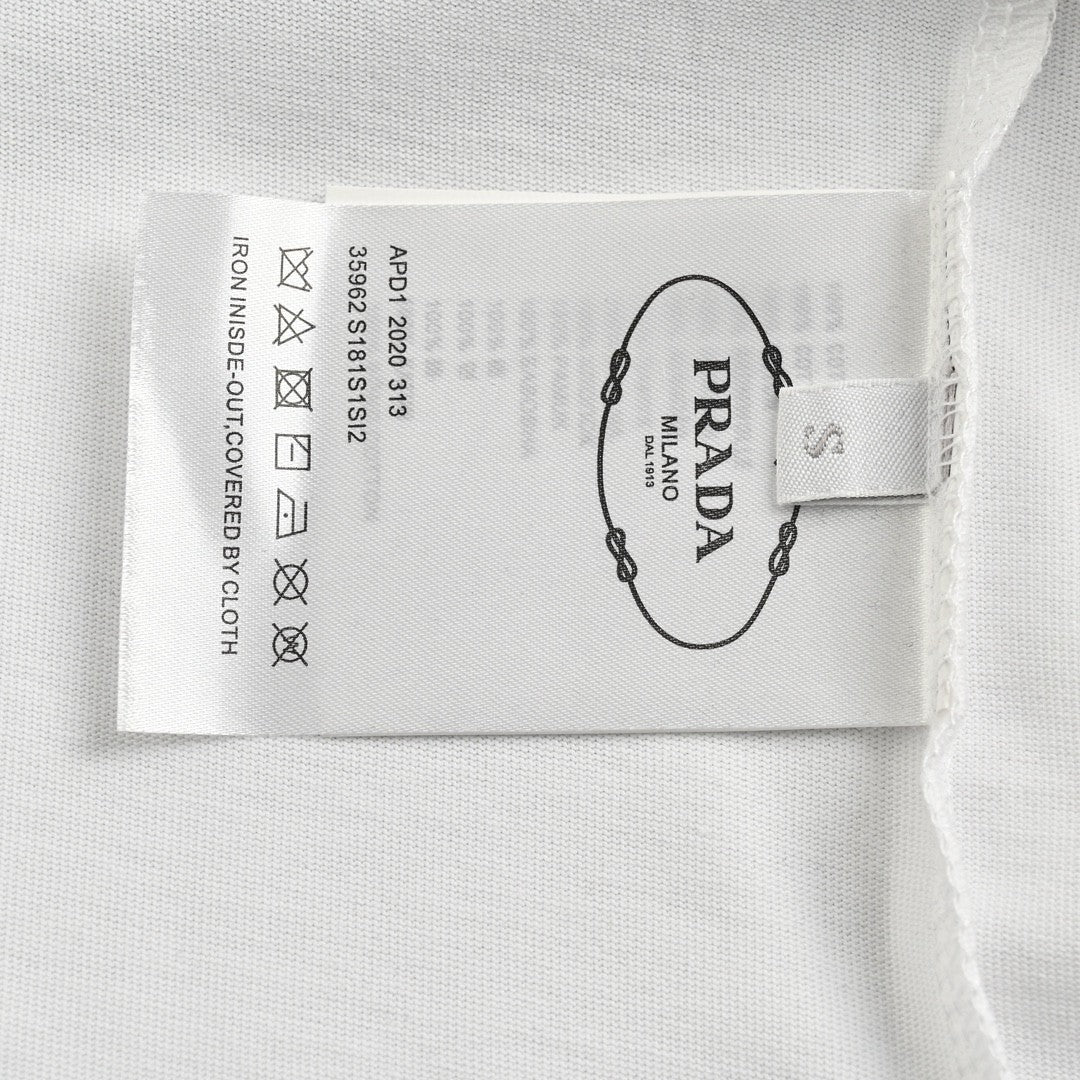 S
PRADA
MILANO
DAL 1913
APD1 2020 313
35962 S181S1SI2
IRON INISDE-OUT,COVERED BY CLOTH